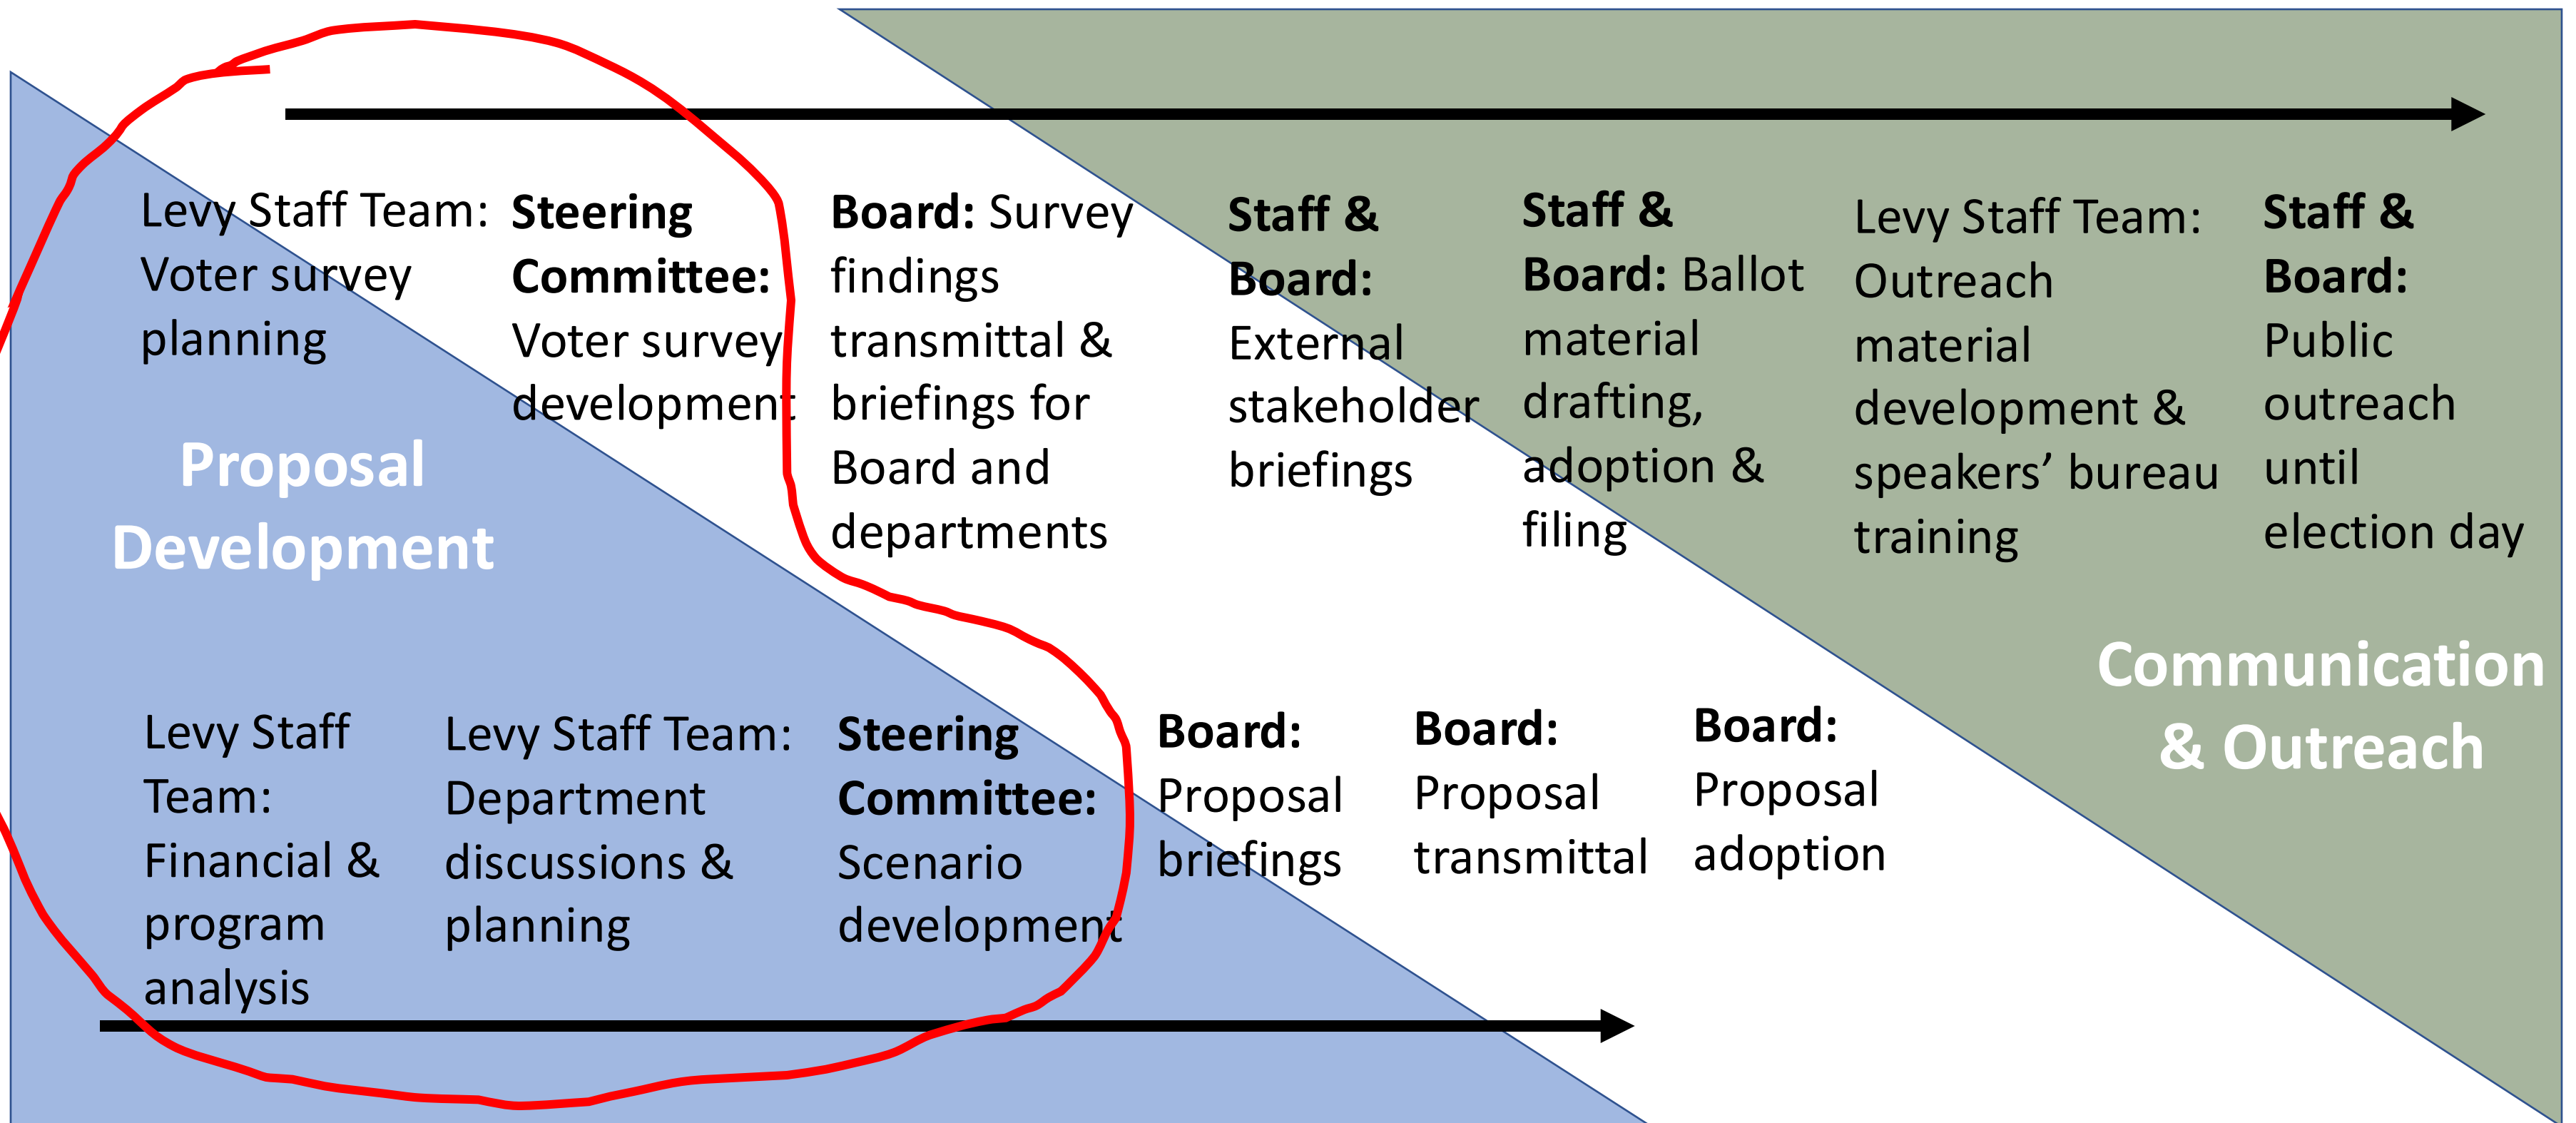 Levy Staff Team:
Voter survey
planning
Steering
Committee:
Voter survey
development
Board: Survey
findings
transmittal &
briefings for
Board and
departments
Staff &
Board:
External
stakeholder
briefings
Staff &
Board: Ballot
material
drafting,
adoption &
filing
Levy Staff Team:
Outreach
material
development &
speakers’ bureau
training
Staff &
Board:
Public
outreach
until
election day
Proposal
Development
Communication
& Outreach
Levy Staff
Team:
Financial &
program
analysis
Levy Staff Team:
Department
discussions &
planning
Steering
Committee:
Scenario
development
Board:
Proposal
briefings
Board:
Proposal
transmittal
Board:
Proposal
adoption